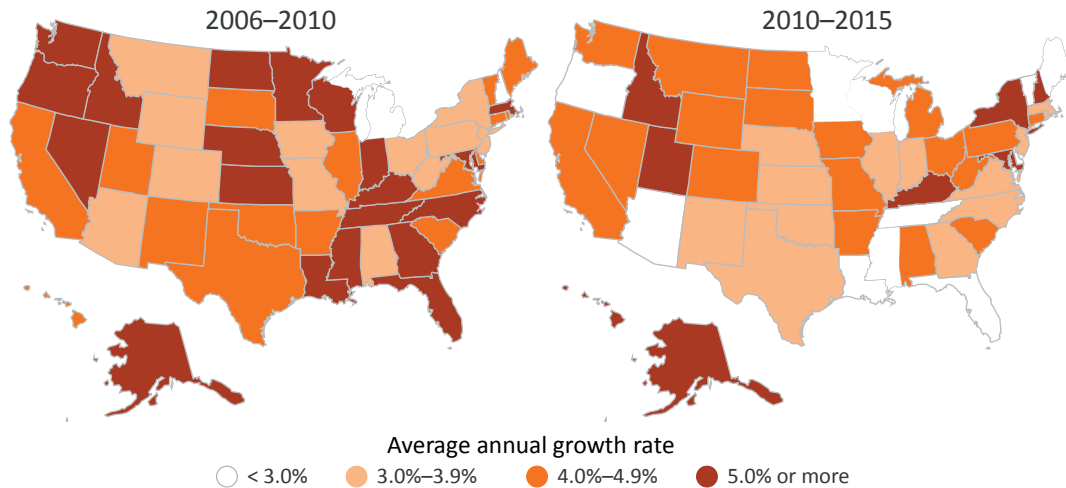 2006–2010
2010–2015
Average annual growth rate
< 3.0%
3.0%–3.9%
4.0%–4.9%
5.0% or more